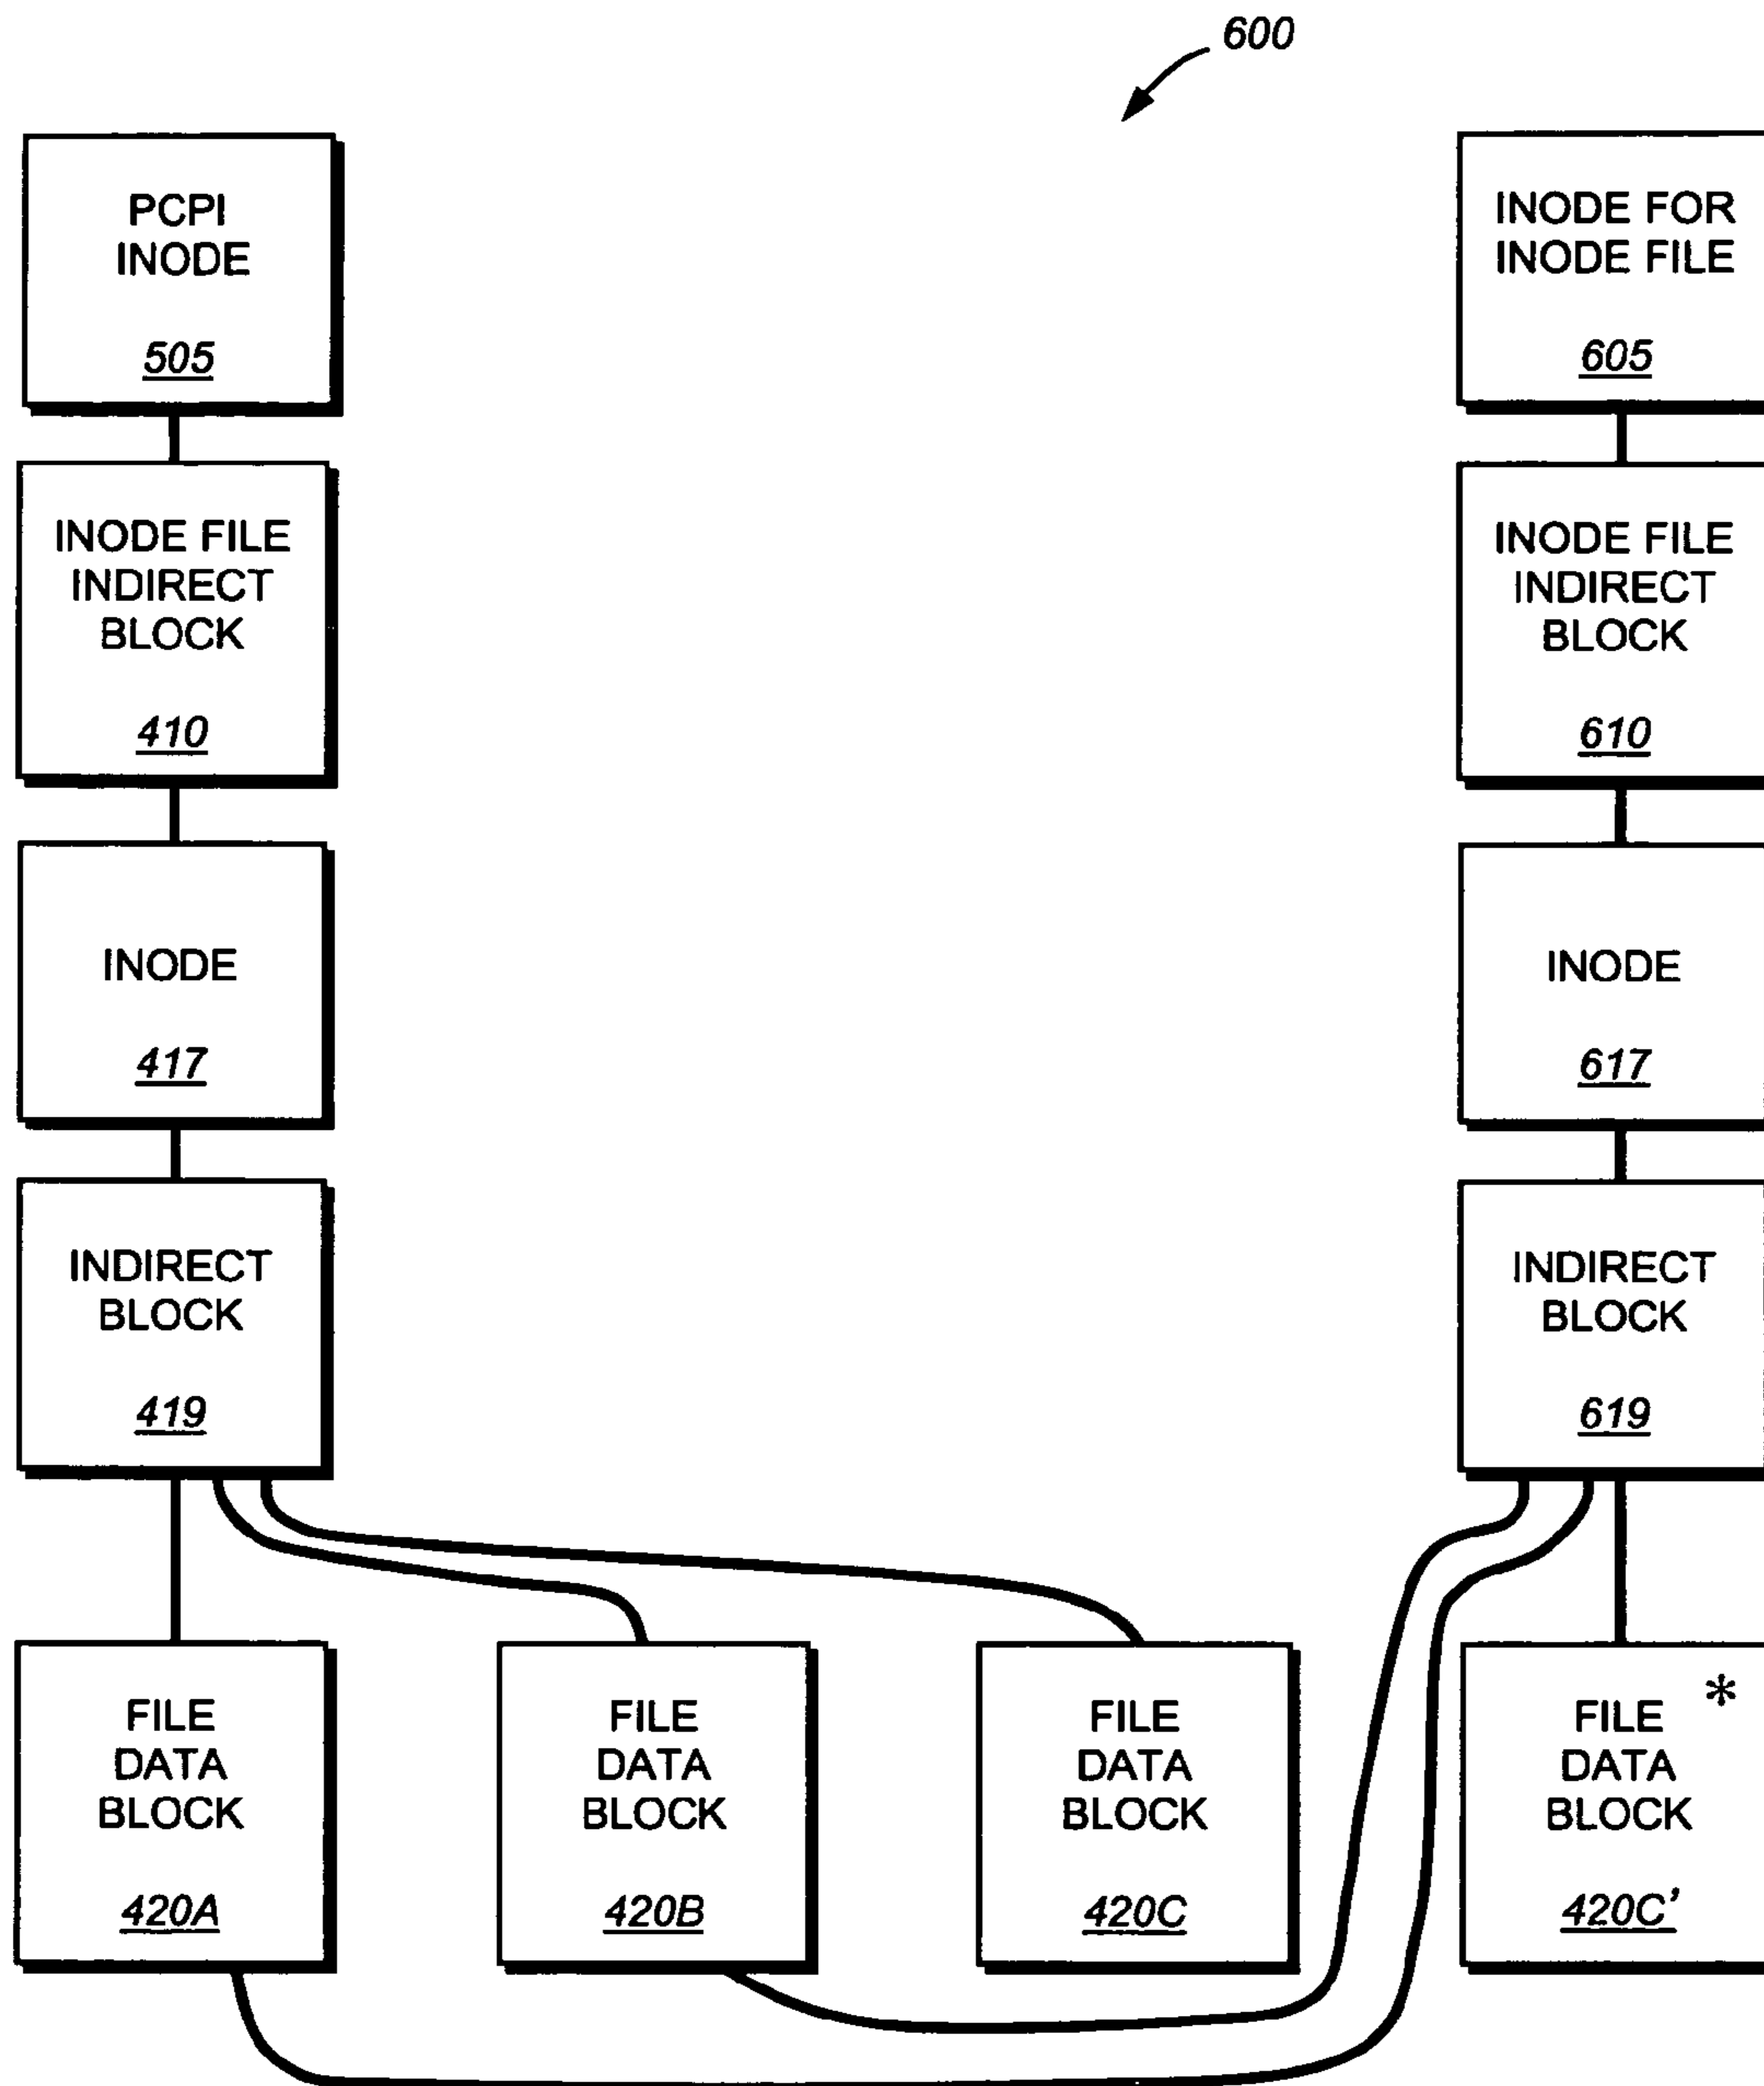 600
PCPI
INODE
505
INODE FOR
INODE FILE
605
INODE FILE
INDIRECT
BLOCK
410
INODE FILE
INDIRECT
BLOCK
610
INODE
417
INODE
617
INDIRECT
BLOCK
419
INDIRECT
BLOCK
619
FILE
DATA
BLOCK
420A
FILE
DATA
BLOCK
420B
FILE
DATA
BLOCK
420C
FILE *
DATA
BLOCK
420C'